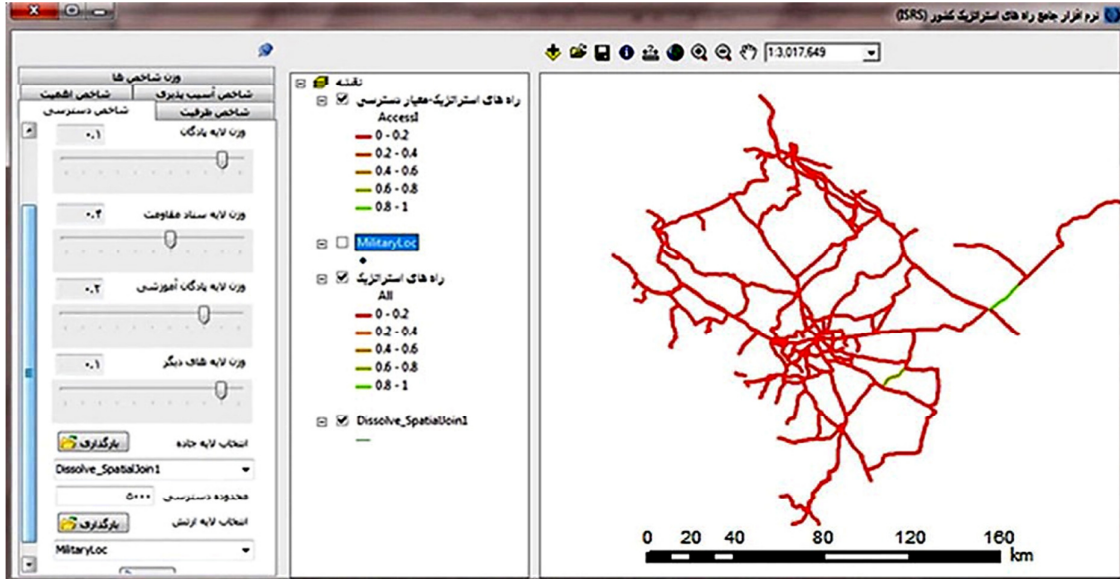 نرم افزار جامع راه های استراتژیک کشور (ISRS)
1:3,017,649
وزن شاخص ها
شاخص آسیب پذیری
شاخص اهمیت
شاخص ظرفیت
شاخص دسترسی
وزن لایه پادگان
۰.۱
وزن لایه ستاد مقاومت
وزن لایه پادگان آموزشی
۰.۲
وزن لایه های دیگر
۰.۱
انتخاب لایه جاده
بارگذاری
Dissolve_SpatialJoin1
محدوده دسترسی
۵۰۰۰
انتخاب لایه ارتش
بارگذاری
MilitaryLoc
نقشه
راه های استراتژیک-معیار دسترسی
AccessI
0 - 0.2
0.2 - 0.4
0.4 - 0.6
0.6 - 0.8
0.8 - 1
MilitaryLoc
راه های استراتژیک
All
0 - 0.2
0.2 - 0.4
0.4 - 0.6
0.6 - 0.8
0.8 - 1
Dissolve_SpatialJoin1
0 20 40 80 120 160
km